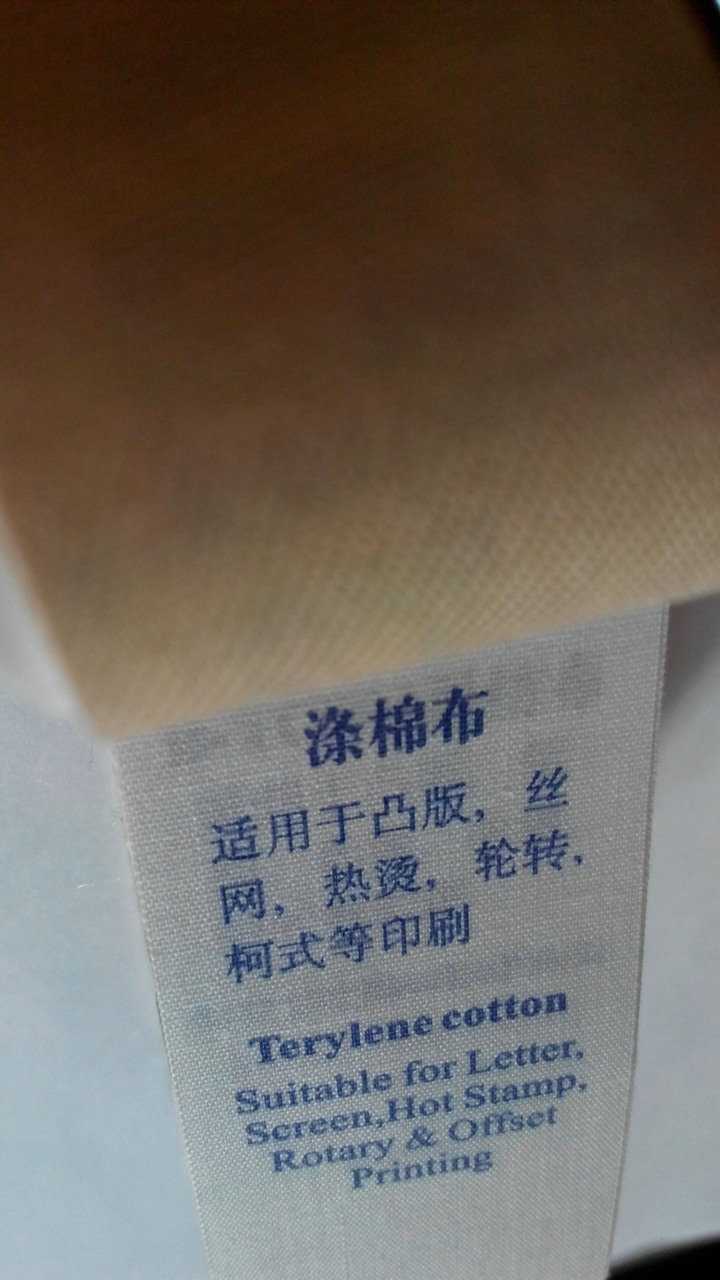 涤棉布
适用于凸版，丝
网，热烫，轮转，
柯式等印刷
Terylene cotton
Suitable for Letter,
Screen,Hot Stamp,
Rotary & Offset
Printing